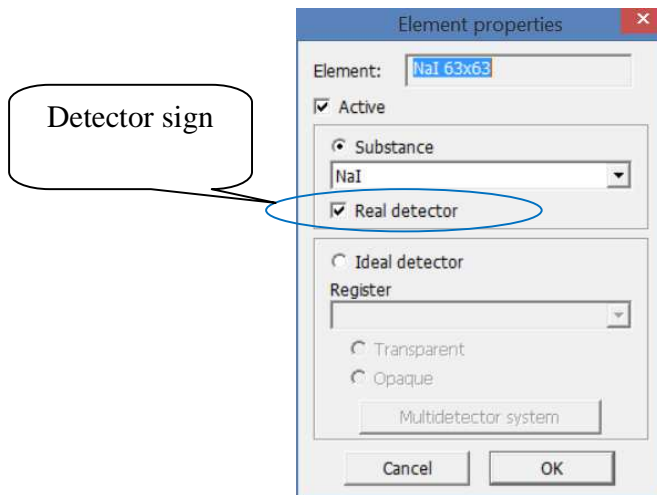 Element properties
Element: NaI 63x63
Active
Detector sign
Substance
NaI
Real detector
Ideal detector
Register
Transparent
Opaque
Multidetector system
Cancel OK